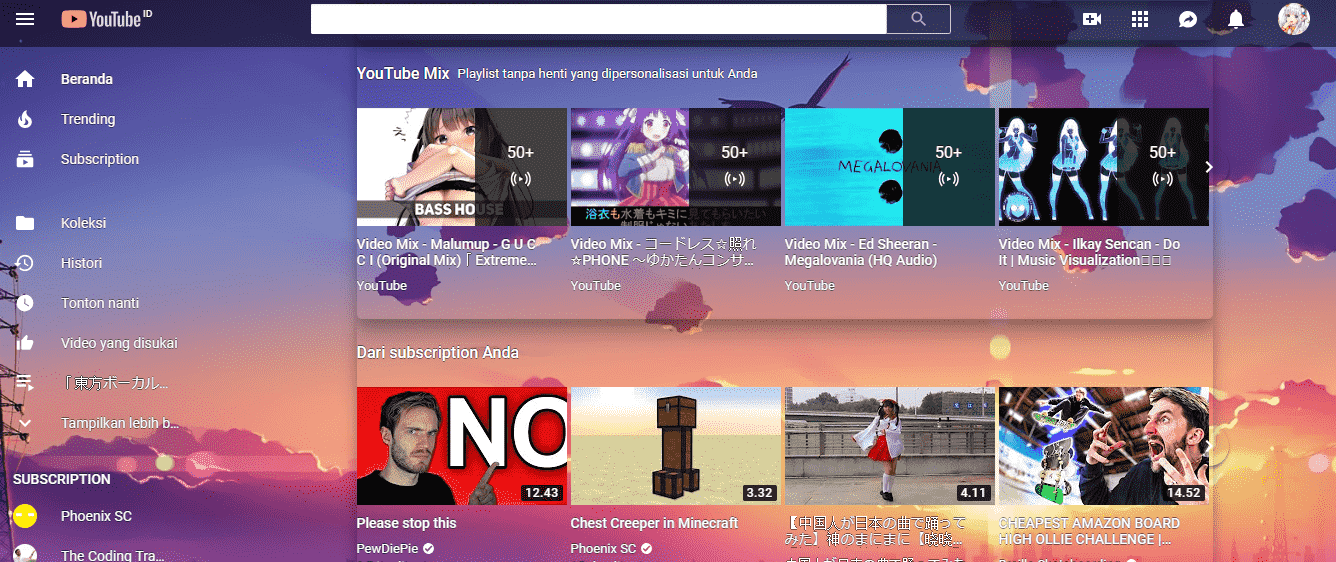 YouTube ID
Beranda
Trending
Subscription
Koleksi
Histori
Tonton nanti
Video yang disukai
「東方ボーカル...
Tampilkan lebih b...
SUBSCRIPTION
Phoenix SC
The Coding Tra...
YouTube Mix Playlist tanpa henti yang dipersonalisasi untuk Anda
50+
BASS HOUSE
Video Mix - Malumup - G U C
C I (Original Mix)「 Extreme...
YouTube
50+
浴衣も水着もキミに見てもらいたい
制服じゃない
Video Mix - コードレス☆照れ
☆PHONE ～ゆかたんコンサ...
YouTube
50+
MEGALOVANIA
Video Mix - Ed Sheeran -
Megalovania (HQ Audio)
YouTube
50+
Video Mix - Ilkay Sencan - Do
It | Music Visualization
YouTube
Dari subscription Anda
NO
12.43
Please stop this
PewDiePie
3.32
Chest Creeper in Minecraft
Phoenix SC
4.11
【中国人が日本の曲で踊って
みた】神のまにまに【曉曉...
14.52
CHEAPEST AMAZON BOARD
HIGH OLLIE CHALLENGE |...